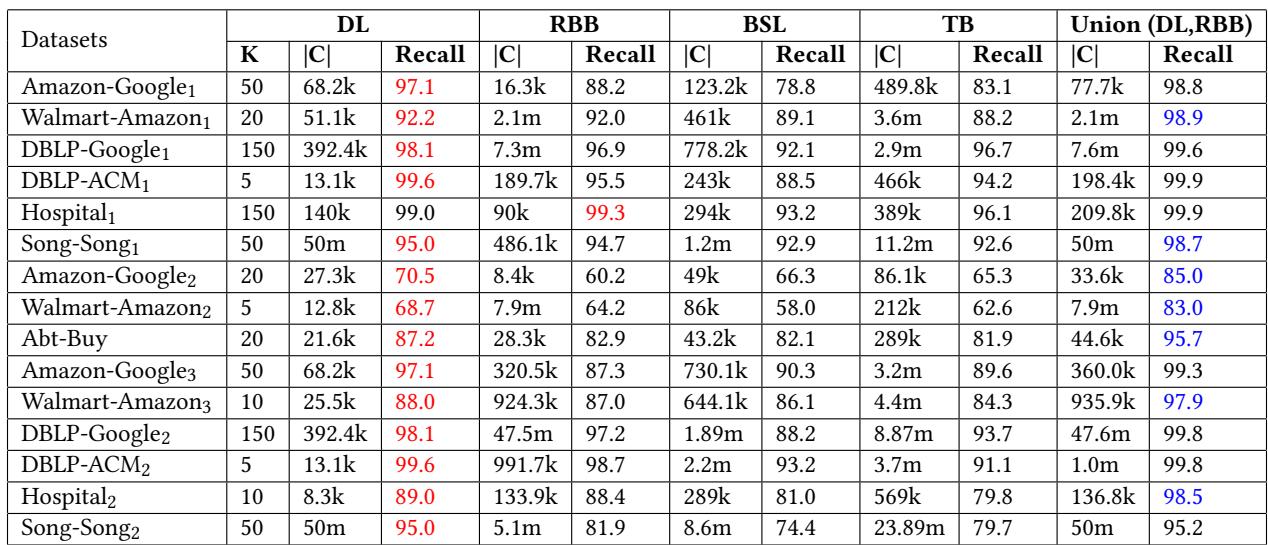 Datasets DL RBB BSL TB Union (DL,RBB)
K |C| Recall |C| Recall |C| Recall |C| Recall |C| Recall
Amazon-Google₁ 50 68.2k 97.1 16.3k 88.2 123.2k 78.8 489.8k 83.1 77.7k 98.8
Walmart-Amazon₁ 20 51.1k 92.2 2.1m 92.0 461k 89.1 3.6m 88.2 2.1m 98.9
DBLP-Google₁ 150 392.4k 98.1 7.3m 96.9 778.2k 92.1 2.9m 96.7 7.6m 99.6
DBLP-ACM₁ 5 13.1k 99.6 189.7k 95.5 243k 88.5 466k 94.2 198.4k 99.9
Hospital₁ 150 140k 99.0 90k 99.3 294k 93.2 389k 96.1 209.8k 99.9
Song-Song₁ 50 50m 95.0 486.1k 94.7 1.2m 92.9 11.2m 92.6 50m 98.7
Amazon-Google₂ 20 27.3k 70.5 8.4k 60.2 49k 66.3 86.1k 65.3 33.6k 85.0
Walmart-Amazon₂ 5 12.8k 68.7 7.9m 64.2 86k 58.0 212k 62.6 7.9m 83.0
Abt-Buy 20 21.6k 87.2 28.3k 82.9 43.2k 82.1 289k 81.9 44.6k 95.7
Amazon-Google₃ 50 68.2k 97.1 320.5k 87.3 730.1k 90.3 3.2m 89.6 360.0k 99.3
Walmart-Amazon₃ 10 25.5k 88.0 924.3k 87.0 644.1k 86.1 4.4m 84.3 935.9k 97.9
DBLP-Google₂ 150 392.4k 98.1 47.5m 97.2 1.89m 88.2 8.87m 93.7 47.6m 99.8
DBLP-ACM₂ 5 13.1k 99.6 991.7k 98.7 2.2m 93.2 3.7m 91.1 1.0m 99.8
Hospital₂ 10 8.3k 89.0 133.9k 88.4 289k 81.0 569k 79.8 136.8k 98.5
Song-Song₂ 50 50m 95.0 5.1m 81.9 8.6m 74.4 23.89m 79.7 50m 95.2